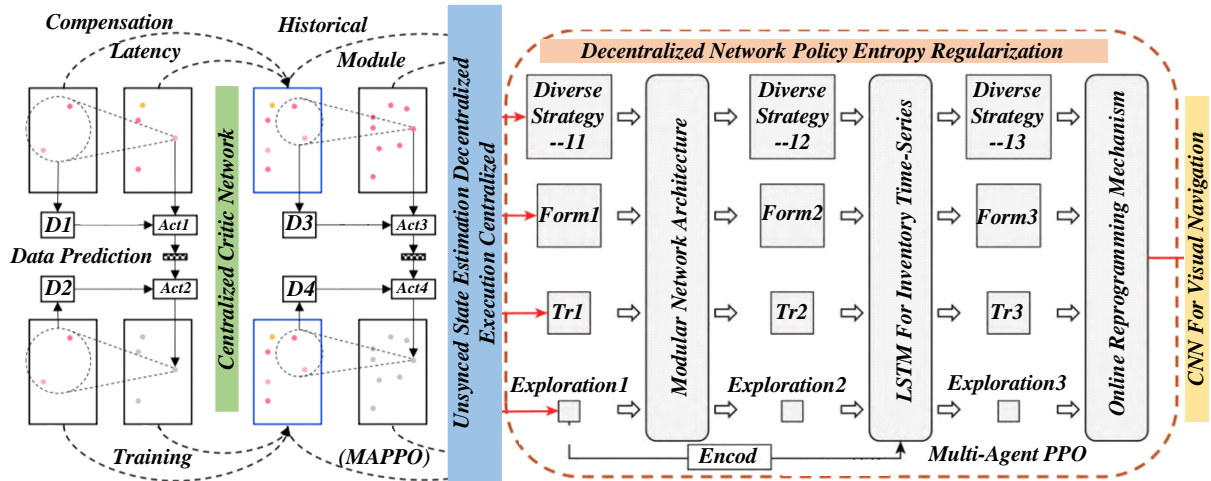 Compensation
Latency
Historical
Module
D1
Act1
D3
Act3
Data Prediction
D2
Act2
D4
Act4
Training
(MAPPO)
Centralized Critic Network
Unsynced State Estimation Decentralized
Execution Centralized
Decentralized Network Policy Entropy Regularization
Diverse
Strategy
--11
Diverse
Strategy
--12
Diverse
Strategy
--13
Form1
Form2
Form3
Tr1
Tr2
Tr3
Exploration1
Exploration2
Exploration3
Modular Network Architecture
LSTM For Inventory Time-Series
Online Reprogramming Mechanism
Encod
Multi-Agent PPO
CNN For Visual Navigation